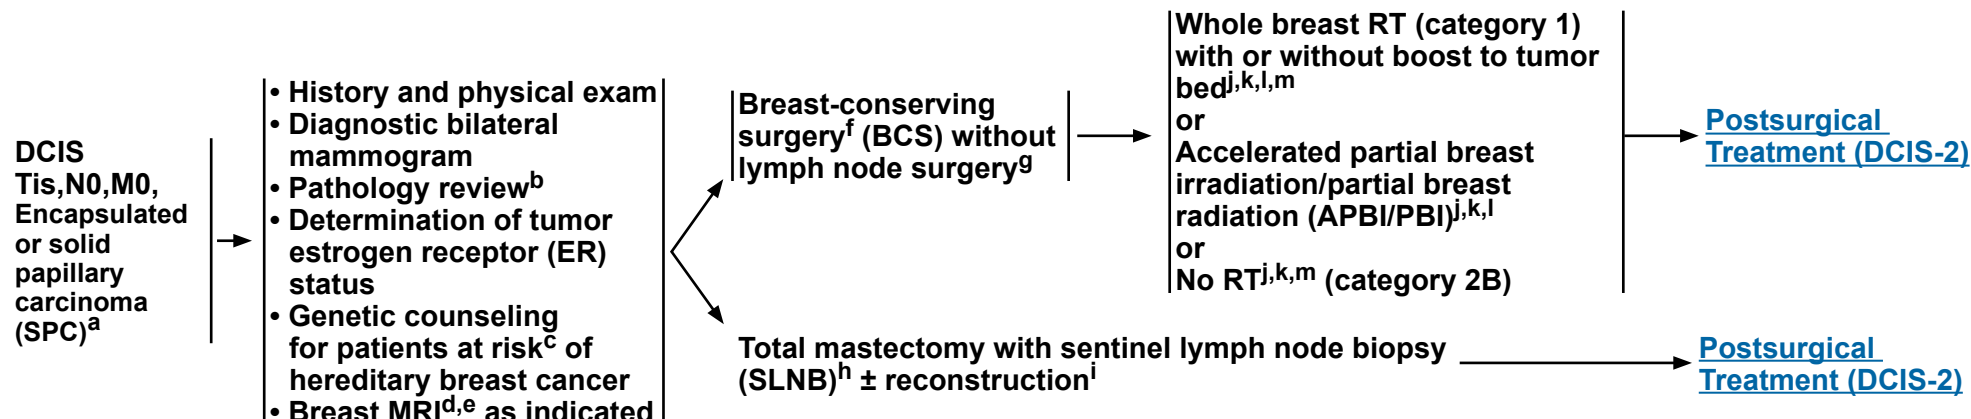 DCIS
Tis,N0,M0,
Encapsulated
or solid
papillary
carcinoma
(SPC)a
• History and physical exam
• Diagnostic bilateral
mammogram
• Pathology reviewb
• Determination of tumor
estrogen receptor (ER)
status
• Genetic counseling
for patients at riskc of
hereditary breast cancer
• Breast MRId,e as indicated
Breast-conserving
surgeryf (BCS) without
lymph node surgeryg
Whole breast RT (category 1)
with or without boost to tumor
bedj,k,l,m
or
Accelerated partial breast
irradiation/partial breast
radiation (APBI/PBI)j,k,l
or
No RTj,k,m (category 2B)
Postsurgical
Treatment (DCIS-2)
Total mastectomy with sentinel lymph node biopsy
(SLNB)h ± reconstructioni
Postsurgical
Treatment (DCIS-2)